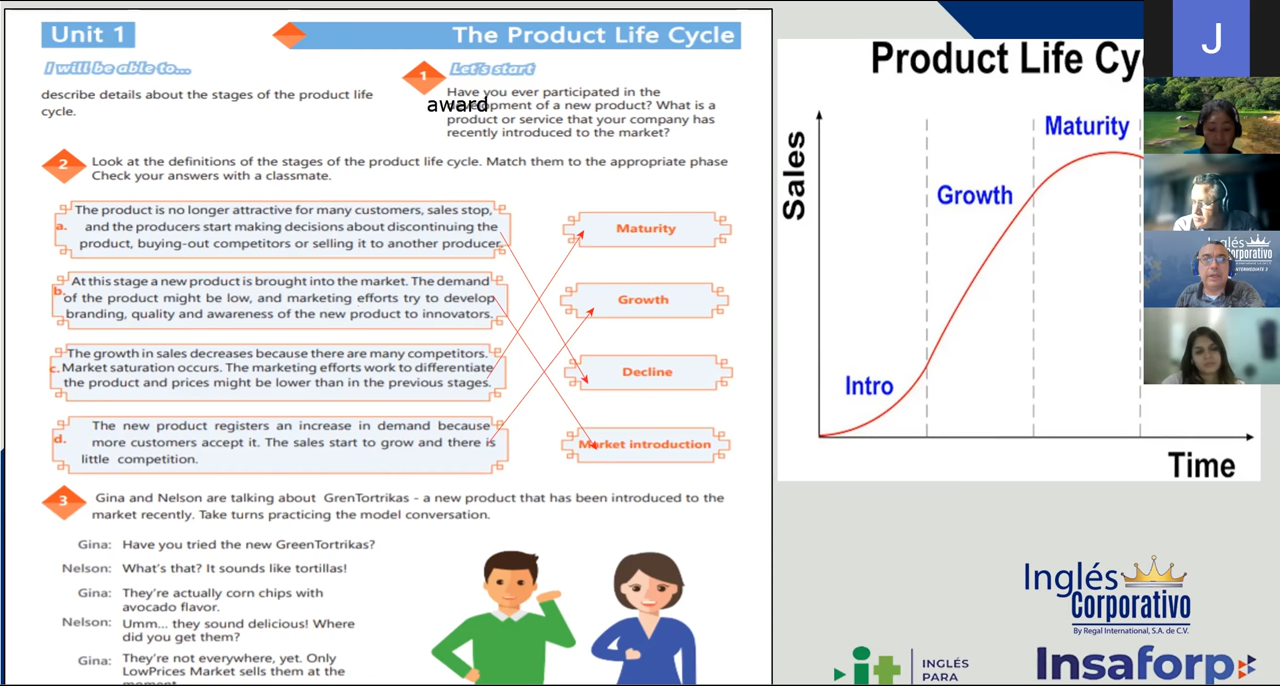 Unit 1
The Product Life Cycle
I will be able to...
describe details about the stages of the product life
cycle.
1
Let's start
Have you ever participated in the
development of a new product? What is a
product or service that your company has
recently introduced to the market?
award
2
Look at the definitions of the stages of the product life cycle. Match them to the appropriate phase
Check your answers with a classmate.
a.
The product is no longer attractive for many customers, sales stop,
and the producers start making decisions about discontinuing the
product, buying-out competitors or selling it to another producer.
b.
At this stage a new product is brought into the market. The demand
of the product might be low, and marketing efforts try to develop
branding, quality and awareness of the new product to innovators.
c.
The growth in sales decreases because there are many competitors.
Market saturation occurs. The marketing efforts work to differentiate
the product and prices might be lower than in the previous stages.
d.
The new product registers an increase in demand because
more customers accept it. The sales start to grow and there is
little competition.
Maturity
Growth
Decline
Market introduction
3
Gina and Nelson are talking about GrenTortrikas - a new product that has been introduced to the
market recently. Take turns practicing the model conversation.
Gina: Have you tried the new GreenTortrikas?
Nelson: What's that? It sounds like tortillas!
Gina: They're actually corn chips with
avocado flavor.
Nelson: Umm... they sound delicious! Where
did you get them?
Gina: They're not everywhere, yet. Only
LowPrices Market sells them at the
moment
Product Life Cy
Sales
Intro
Growth
Maturity
Time
J
Inglés
Corporativo
INTERMEDIATE 3
Inglés
Corporativo
By Regal International, S.A. de C.V.
it
INGLÉS
PARA
Insaforp